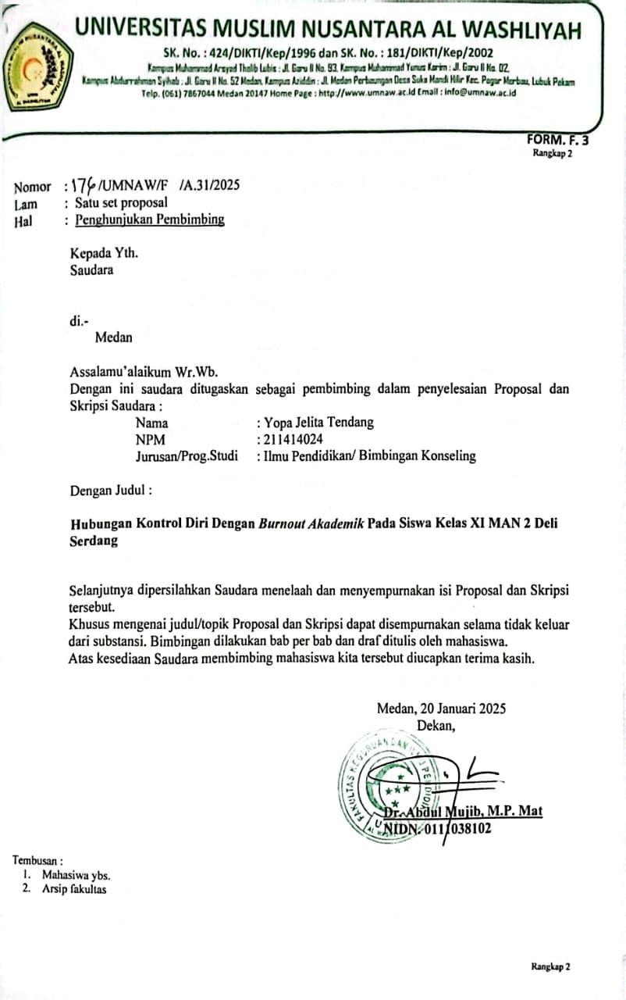 UNIVERSITAS MUSLIM NUSANTARA AL WASHLIYAH
SK. No. : 424/DIKTI/Kep/1996 dan SK. No. : 181/DIKTI/Kep/2002
Kampus Muhammad Arsyad Thalib Lubis : Jl. Garu II No. 93, Kampus Muhammad Yunus Karim : Jl. Garu II No. 02,
Kampus Abdurrahman Syihab : Jl. Garu II No. 52 Medan, Kampus Aziddin : Jl. Medan Perbaungan Desa Suka Mandi Hilir Kec. Pagar Merbau, Lubuk Pakam
Telp. (061) 7867044 Medan 20147 Home Page : http://www.umnaw.ac.id Email : info@umnaw.ac.id
FORM. F. 3
Rangkap 2
Nomor : 176/UMNAW/F /A.31/2025
Lam : Satu set proposal
Hal : Penghunjukan Pembimbing
Kepada Yth.
Saudara
di.-
Medan
Assalamu'alaikum Wr.Wb.
Dengan ini saudara ditugaskan sebagai pembimbing dalam penyelesaian Proposal dan
Skripsi Saudara :
Nama : Yopa Jelita Tendang
NPM : 211414024
Jurusan/Prog.Studi : Ilmu Pendidikan/ Bimbingan Konseling
Dengan Judul :
Hubungan Kontrol Diri Dengan Burnout Akademik Pada Siswa Kelas XI MAN 2 Deli
Serdang
Selanjutnya dipersilahkan Saudara menelaah dan menyempurnakan isi Proposal dan Skripsi
tersebut.
Khusus mengenai judul/topik Proposal dan Skripsi dapat disempurnakan selama tidak keluar
dari substansi. Bimbingan dilakukan bab per bab dan draf ditulis oleh mahasiswa.
Atas kesediaan Saudara membimbing mahasiswa kita tersebut diucapkan terima kasih.
Medan, 20 Januari 2025
Dekan,
FAKULTAS KEGURUAN DAN ILMU PENDIDIKAN
Dr. Abdul Mujib, M.P. Mat
NIDN. 0111038102
Tembusan :
1. Mahasiwa ybs.
2. Arsip fakultas
Rangkap 2